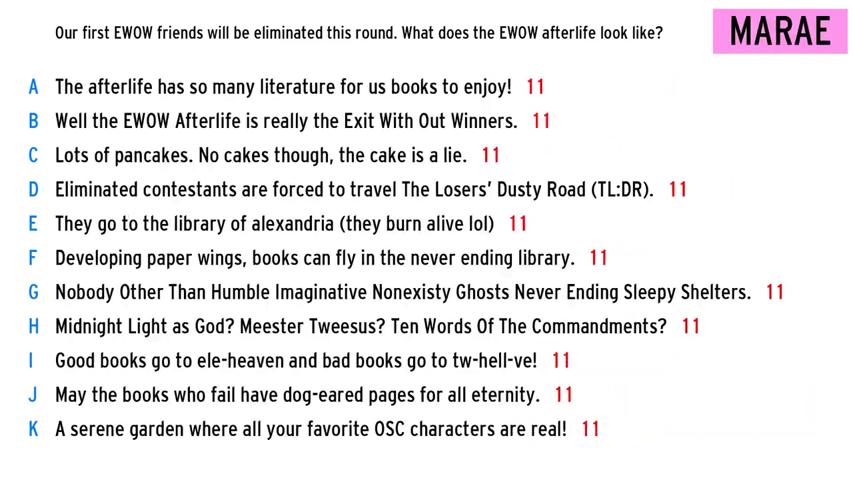 Our first EWOW friends will be eliminated this round. What does the EWOW afterlife look like?
MARAE
A The afterlife has so many literature for us books to enjoy! 11
B Well the EWOW Afterlife is really the Exit With Out Winners. 11
C Lots of pancakes. No cakes though, the cake is a lie. 11
D Eliminated contestants are forced to travel The Losers' Dusty Road (TL:DR). 11
E They go to the library of alexandria (they burn alive lol) 11
F Developing paper wings, books can fly in the never ending library. 11
G Nobody Other Than Humble Imaginative Nonexisty Ghosts Never Ending Sleepy Shelters. 11
H Midnight Light as God? Meester Tweesus? Ten Words Of The Commandments? 11
I Good books go to ele-heaven and bad books go to tw-hell-ve! 11
J May the books who fail have dog-eared pages for all eternity. 11
K A serene garden where all your favorite OSC characters are real! 11